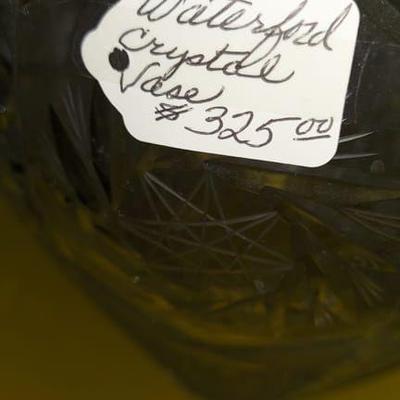 Waterford
crystal
Vase
$325.00